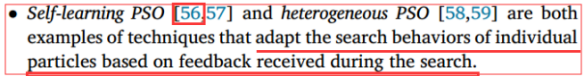 • Self-learning PSO [56,57] and heterogeneous PSO [58,59] are both
examples of techniques that adapt the search behaviors of individual
particles based on feedback received during the search.